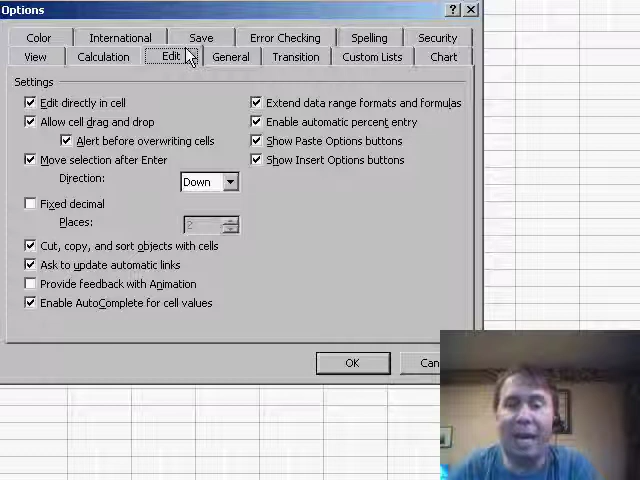 Options
Color International Save Error Checking Spelling Security
View Calculation Edit General Transition Custom Lists Chart
Settings
Edit directly in cell
Allow cell drag and drop
Alert before overwriting cells
Move selection after Enter
Direction: Down
Fixed decimal
Places: 2
Cut, copy, and sort objects with cells
Ask to update automatic links
Provide feedback with Animation
Enable AutoComplete for cell values
Extend data range formats and formulas
Enable automatic percent entry
Show Paste Options buttons
Show Insert Options buttons
OK Can